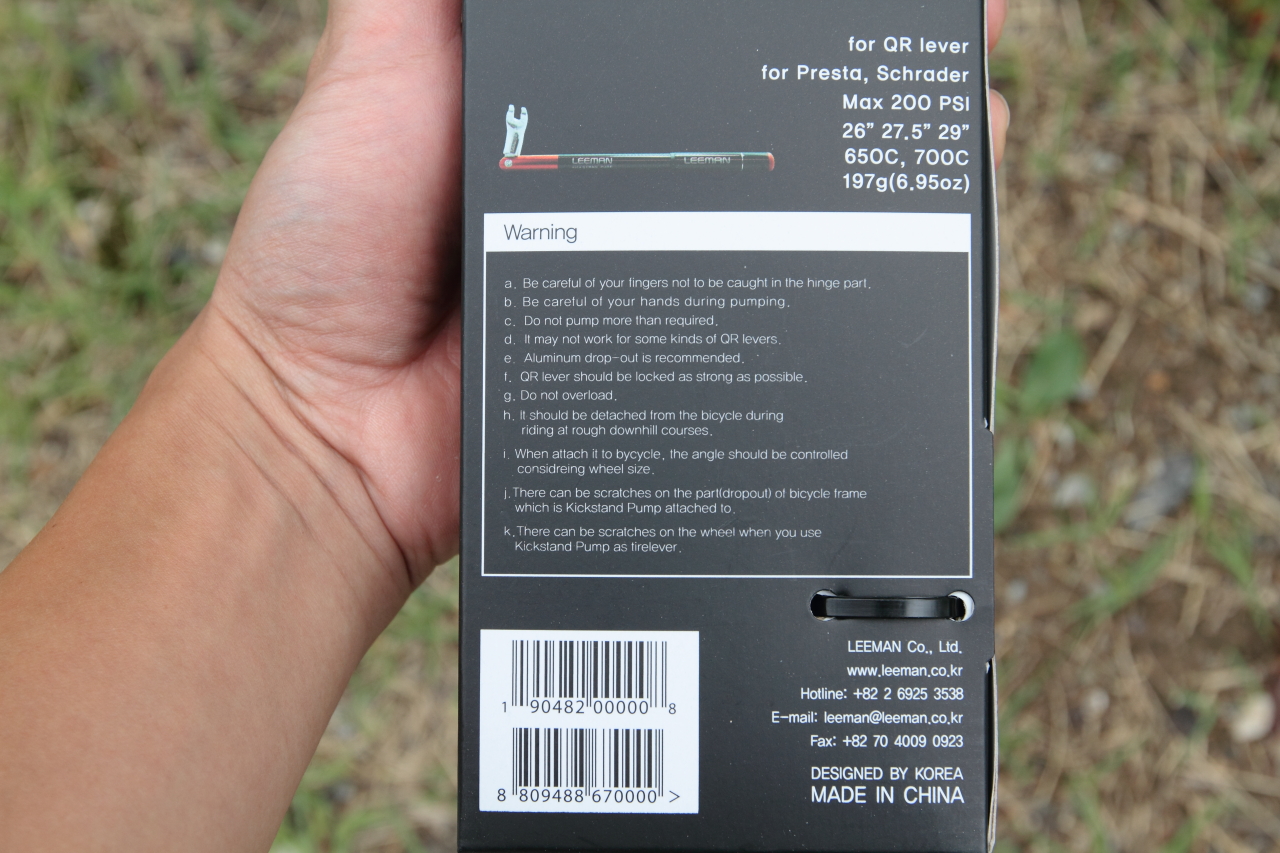 for QR lever
for Presta, Schrader
Max 200 PSI
26” 27.5” 29”
650C, 700C
197g(6.95oz)
LEEMAN LEEMAN
Warning
a. Be careful of your fingers not to be caught in the hinge part.
b. Be careful of your hands during pumping.
c. Do not pump more than required.
d. It may not work for some kinds of QR levers.
e. Aluminum drop-out is recommended.
f. QR lever should be locked as strong as possible.
g. Do not overload.
h. It should be detached from the bicycle during
riding at rough downhill courses.
i. When attach it to bycycle, the angle should be controlled
considreing wheel size.
j. There can be scratches on the part(dropout) of bicycle frame
which is Kickstand Pump attached to.
k. There can be scratches on the wheel when you use
Kickstand Pump as tirelever.
1 90482 00000 8
8 809488 670000 >
LEEMAN Co., Ltd.
www.leeman.co.kr
Hotline: +82 2 6925 3538
E-mail: leeman@leeman.co.kr
Fax: +82 70 4009 0923
DESIGNED BY KOREA
MADE IN CHINA